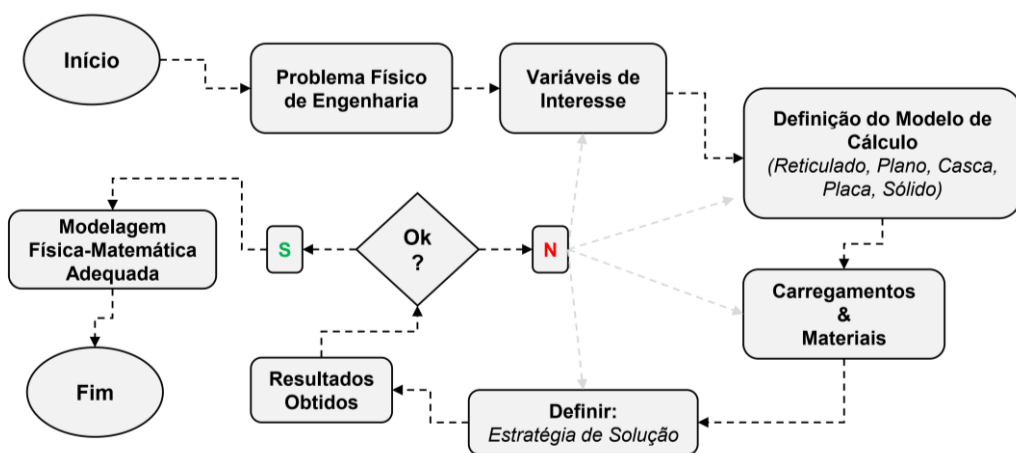 Início
Problema Físico
de Engenharia
Variáveis de
Interesse
Definição do Modelo de
Cálculo
(Reticulado, Plano, Casca,
Placa, Sólido)
Modelagem
Física-Matemática
Adequada
S
Ok
?
N
Carregamentos
&
Materiais
Fim
Resultados
Obtidos
Definir:
Estratégia de Solução